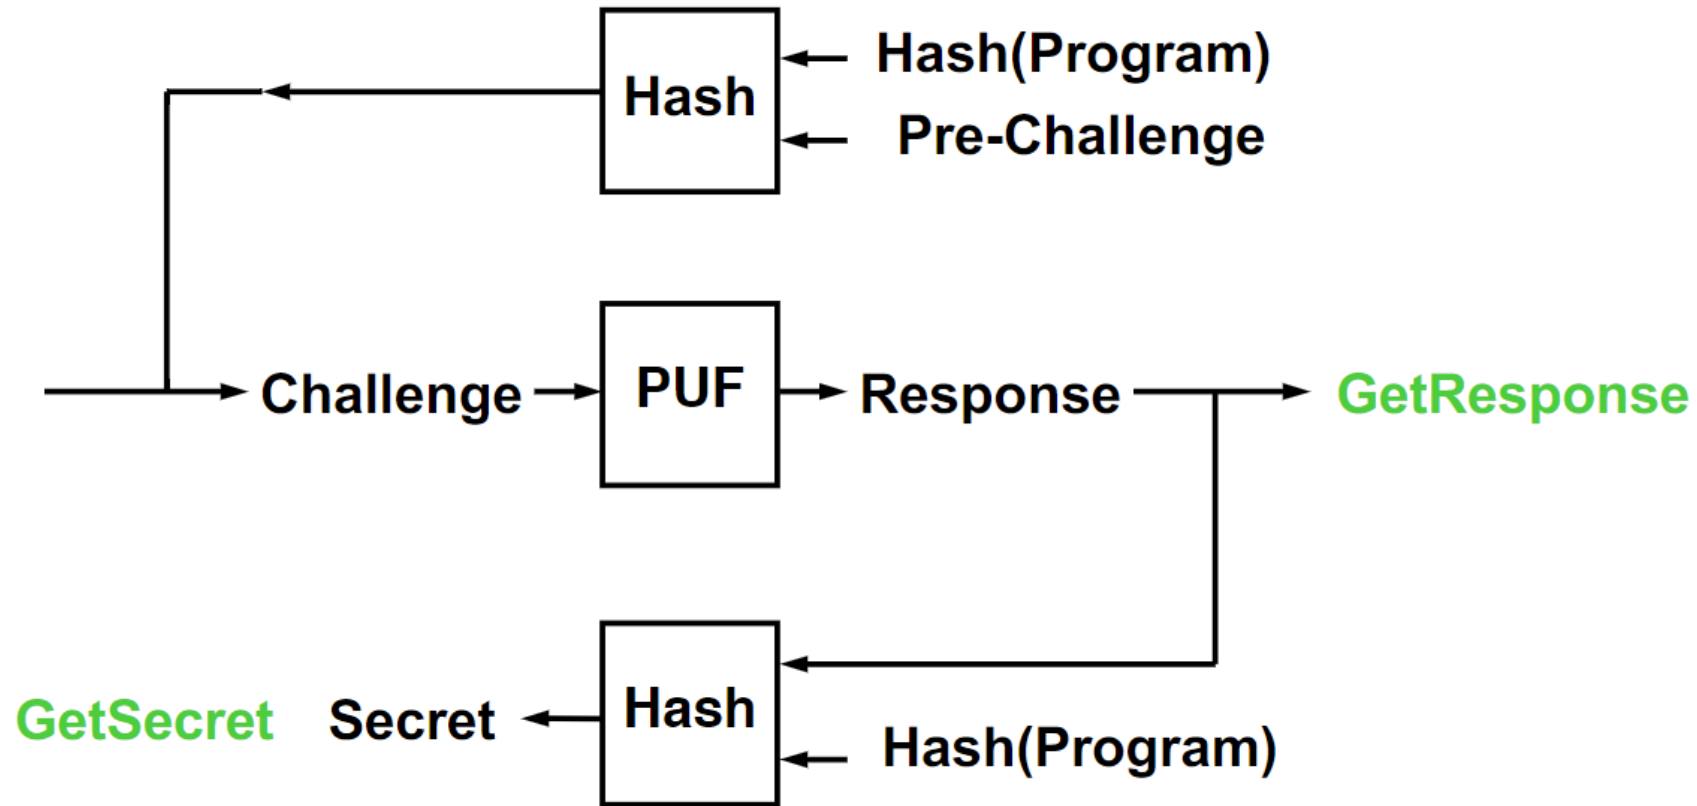 Hash
Hash(Program)
Pre-Challenge
Challenge
PUF
Response
GetResponse
GetSecret
Secret
Hash
Hash(Program)